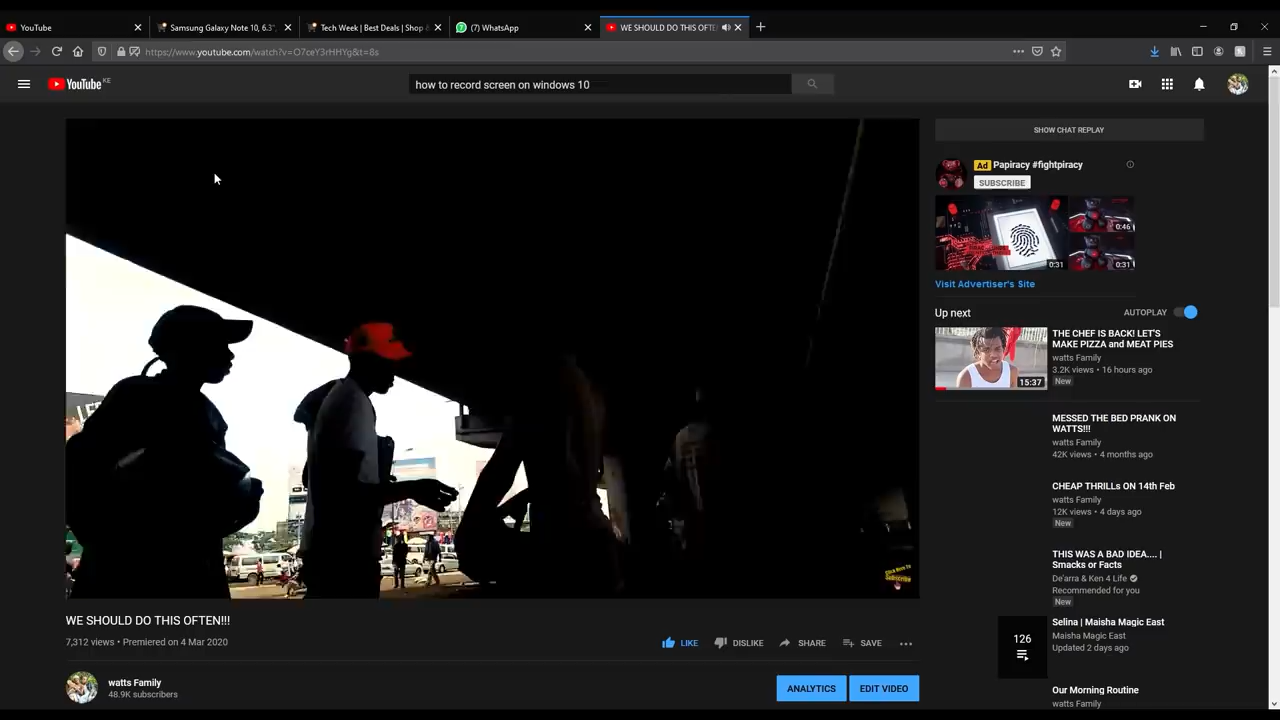 YouTube
Samsung Galaxy Note 10, 6.3"
Tech Week | Best Deals | Shop
(7) WhatsApp
WE SHOULD DO THIS OFTE
https://www.youtube.com/watch?v=O7ceY3rHHYg&t=8s
YouTube KE
how to record screen on windows 10
SHOW CHAT REPLAY
Ad Papiracy #fightpiracy
SUBSCRIBE
0:46
0:31
0:31
Visit Advertiser's Site
Up next
AUTOPLAY
THE CHEF IS BACK! LET'S
MAKE PIZZA and MEAT PIES
watts Family
3.2K views • 16 hours ago
New
15:37
MESSED THE BED PRANK ON
WATTS!!!
watts Family
42K views • 4 months ago
CHEAP THRILLs ON 14th Feb
watts Family
12K views • 4 days ago
New
THIS WAS A BAD IDEA.... |
Smacks or Facts
De'arra & Ken 4 Life
Recommended for you
New
126
Selina | Maisha Magic East
Maisha Magic East
Updated 2 days ago
Our Morning Routine
watts Family
Click Here To
Subscribe
WE SHOULD DO THIS OFTEN!!!
7,312 views • Premiered on 4 Mar 2020
LIKE
DISLIKE
SHARE
SAVE
watts Family
48.9K subscribers
ANALYTICS
EDIT VIDEO